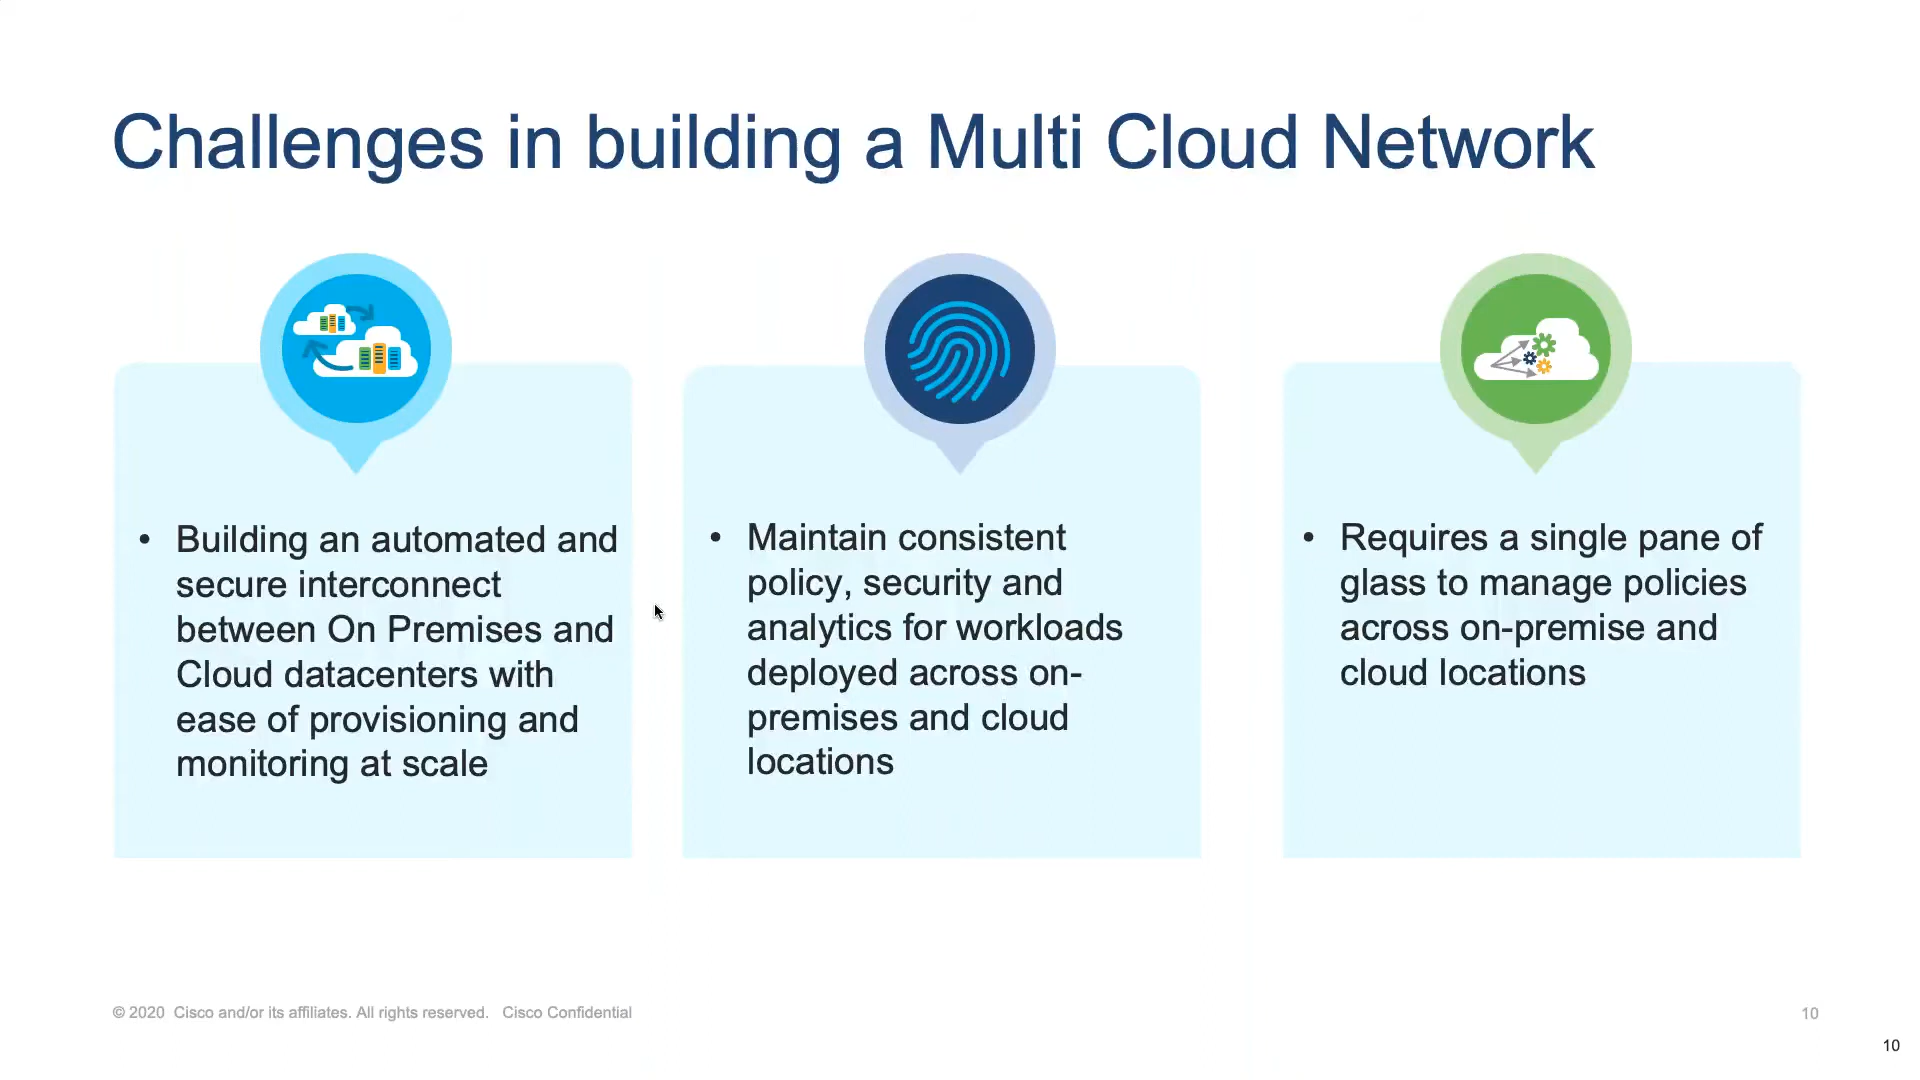 Challenges in building a Multi Cloud Network
• Building an automated and
secure interconnect
between On Premises and
Cloud datacenters with
ease of provisioning and
monitoring at scale
• Maintain consistent
policy, security and
analytics for workloads
deployed across on-
premises and cloud
locations
• Requires a single pane of
glass to manage policies
across on-premise and
cloud locations
© 2020 Cisco and/or its affiliates. All rights reserved. Cisco Confidential
10
10